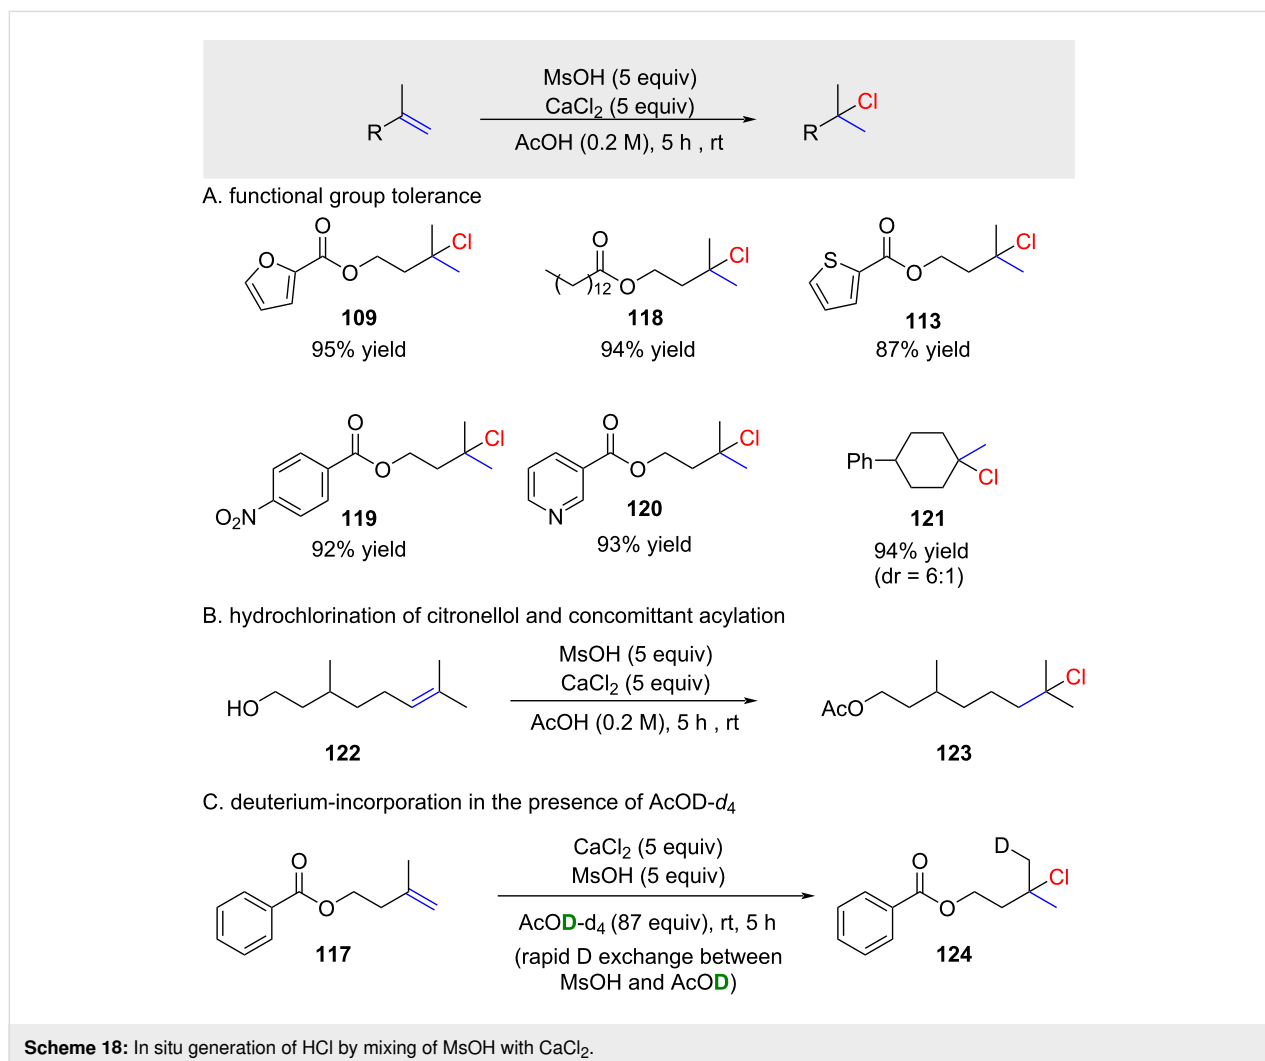 MsOH (5 equiv)
CaCl2 (5 equiv)
AcOH (0.2 M), 5 h , rt
R
R
Cl
A. functional group tolerance
O
O
O
Cl
109
95% yield
O
( )12
O
Cl
118
94% yield
S
O
O
Cl
113
87% yield
O2N
O
O
Cl
119
92% yield
N
O
O
Cl
120
93% yield
Ph
Cl
121
94% yield
(dr = 6:1)
B. hydrochlorination of citronellol and concomittant acylation
HO
122
MsOH (5 equiv)
CaCl2 (5 equiv)
AcOH (0.2 M), 5 h , rt
AcO
Cl
123
C. deuterium-incorporation in the presence of AcOD-d4
O
O
117
CaCl2 (5 equiv)
MsOH (5 equiv)
AcOD-d4 (87 equiv), rt, 5 h
(rapid D exchange between
MsOH and AcOD)
O
O
D
Cl
124
Scheme 18: In situ generation of HCl by mixing of MsOH with CaCl2.